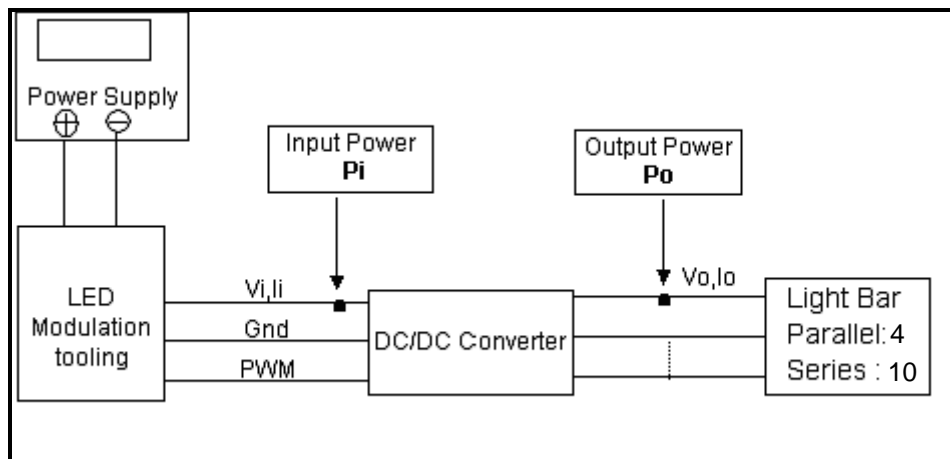 Power Supply
Input Power
Pi
Output Power
Po
LED
Modulation
tooling
Vi,Ii
Gnd
PWM
DC/DC Converter
Vo,Io
Light Bar
Parallel: 4
Series : 10